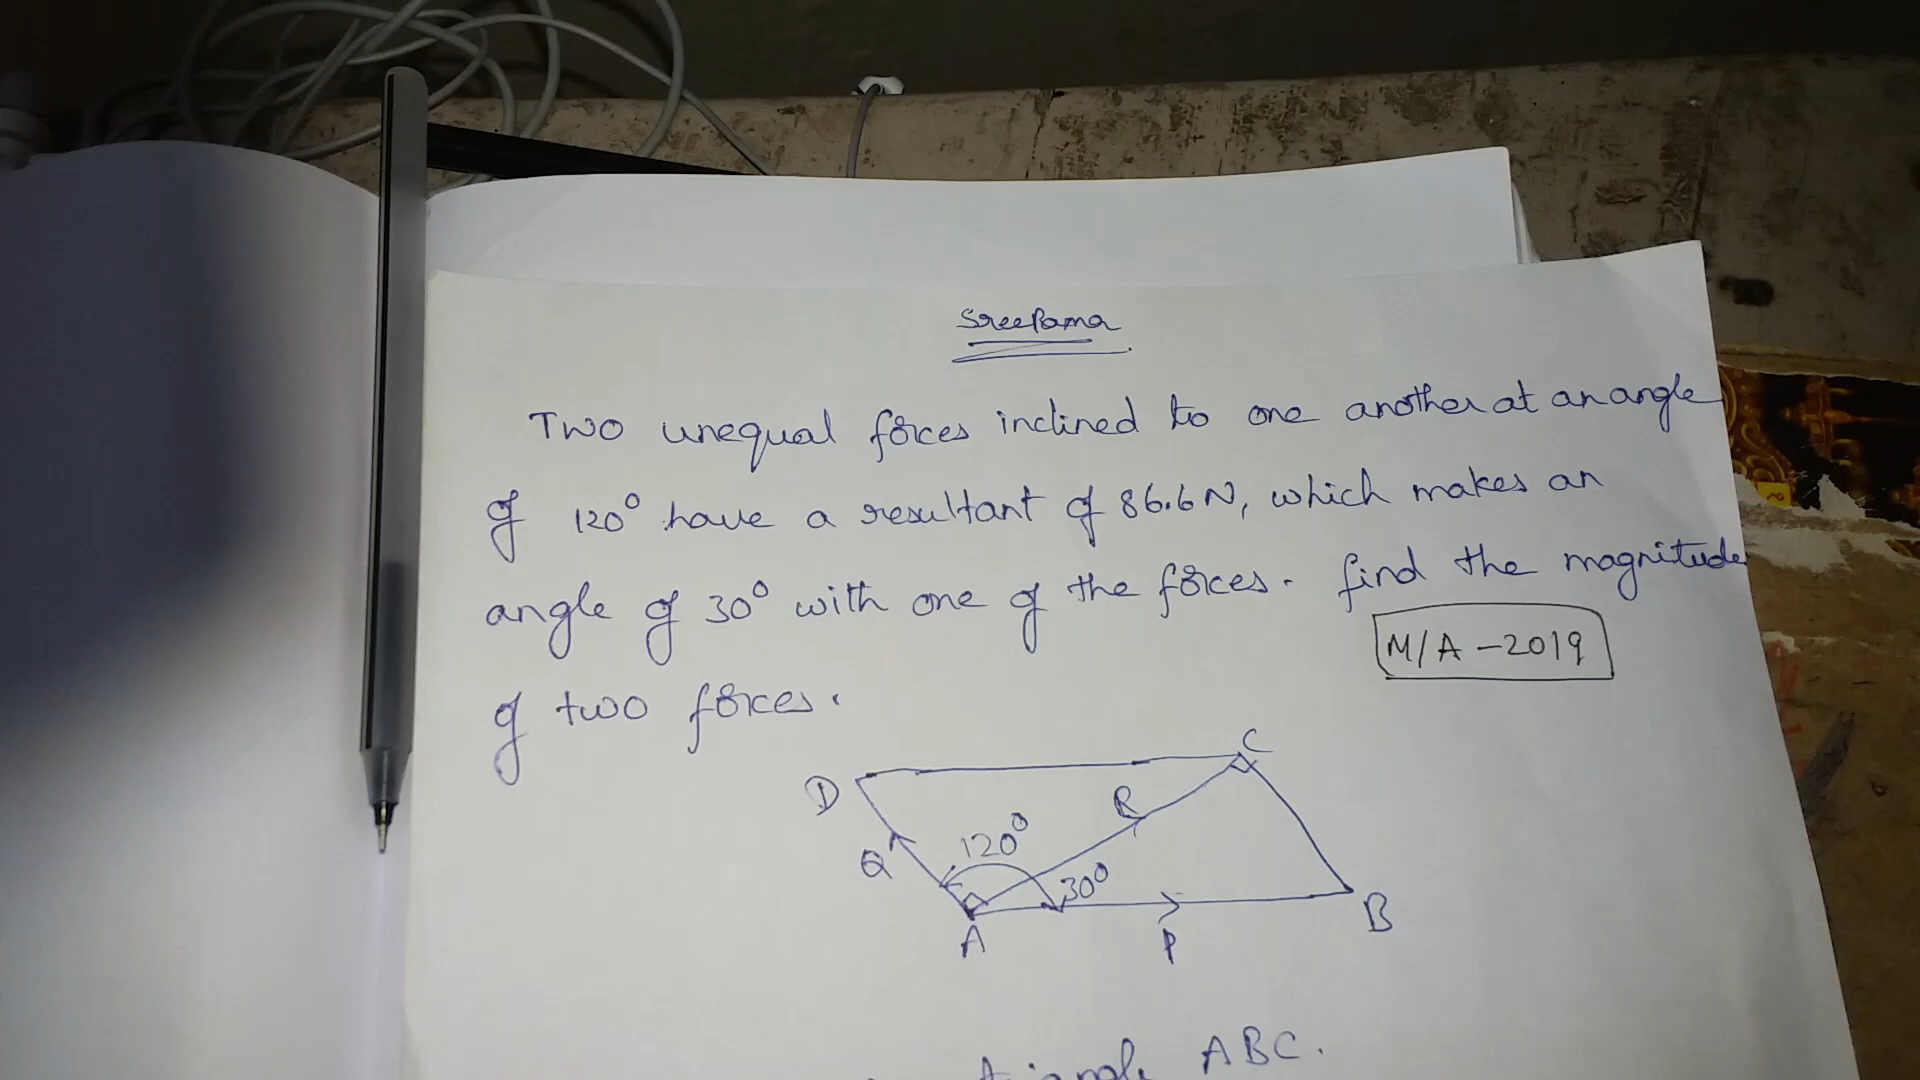 SreeRama
Two unequal forces inclined to one another at an angle
of 120° have a resultant of 86.6N, which makes an
angle of 30° with one of the forces. find the magnitude
of two forces.
M/A-2019
D
C
R
Q
120°
30°
A
P
B
triangle ABC.